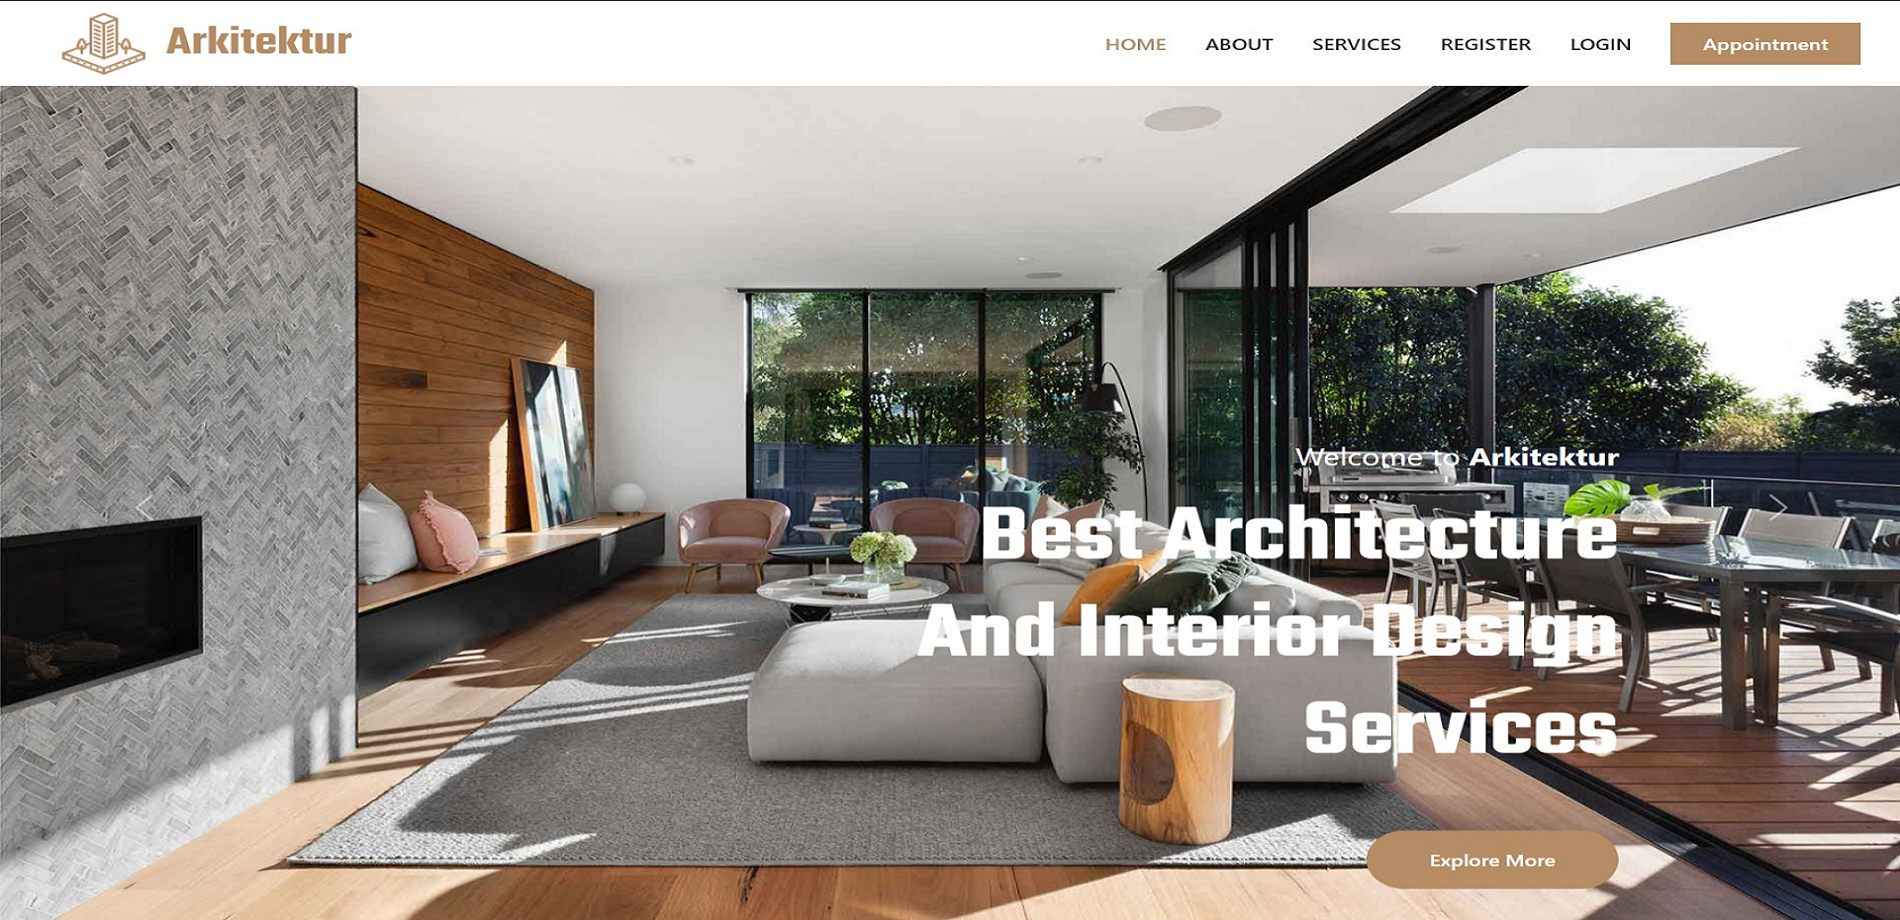 Arkitektur
HOME ABOUT SERVICES REGISTER LOGIN Appointment
Welcome to Arkitektur
Best Architecture
And Interior Design
Services
Explore More